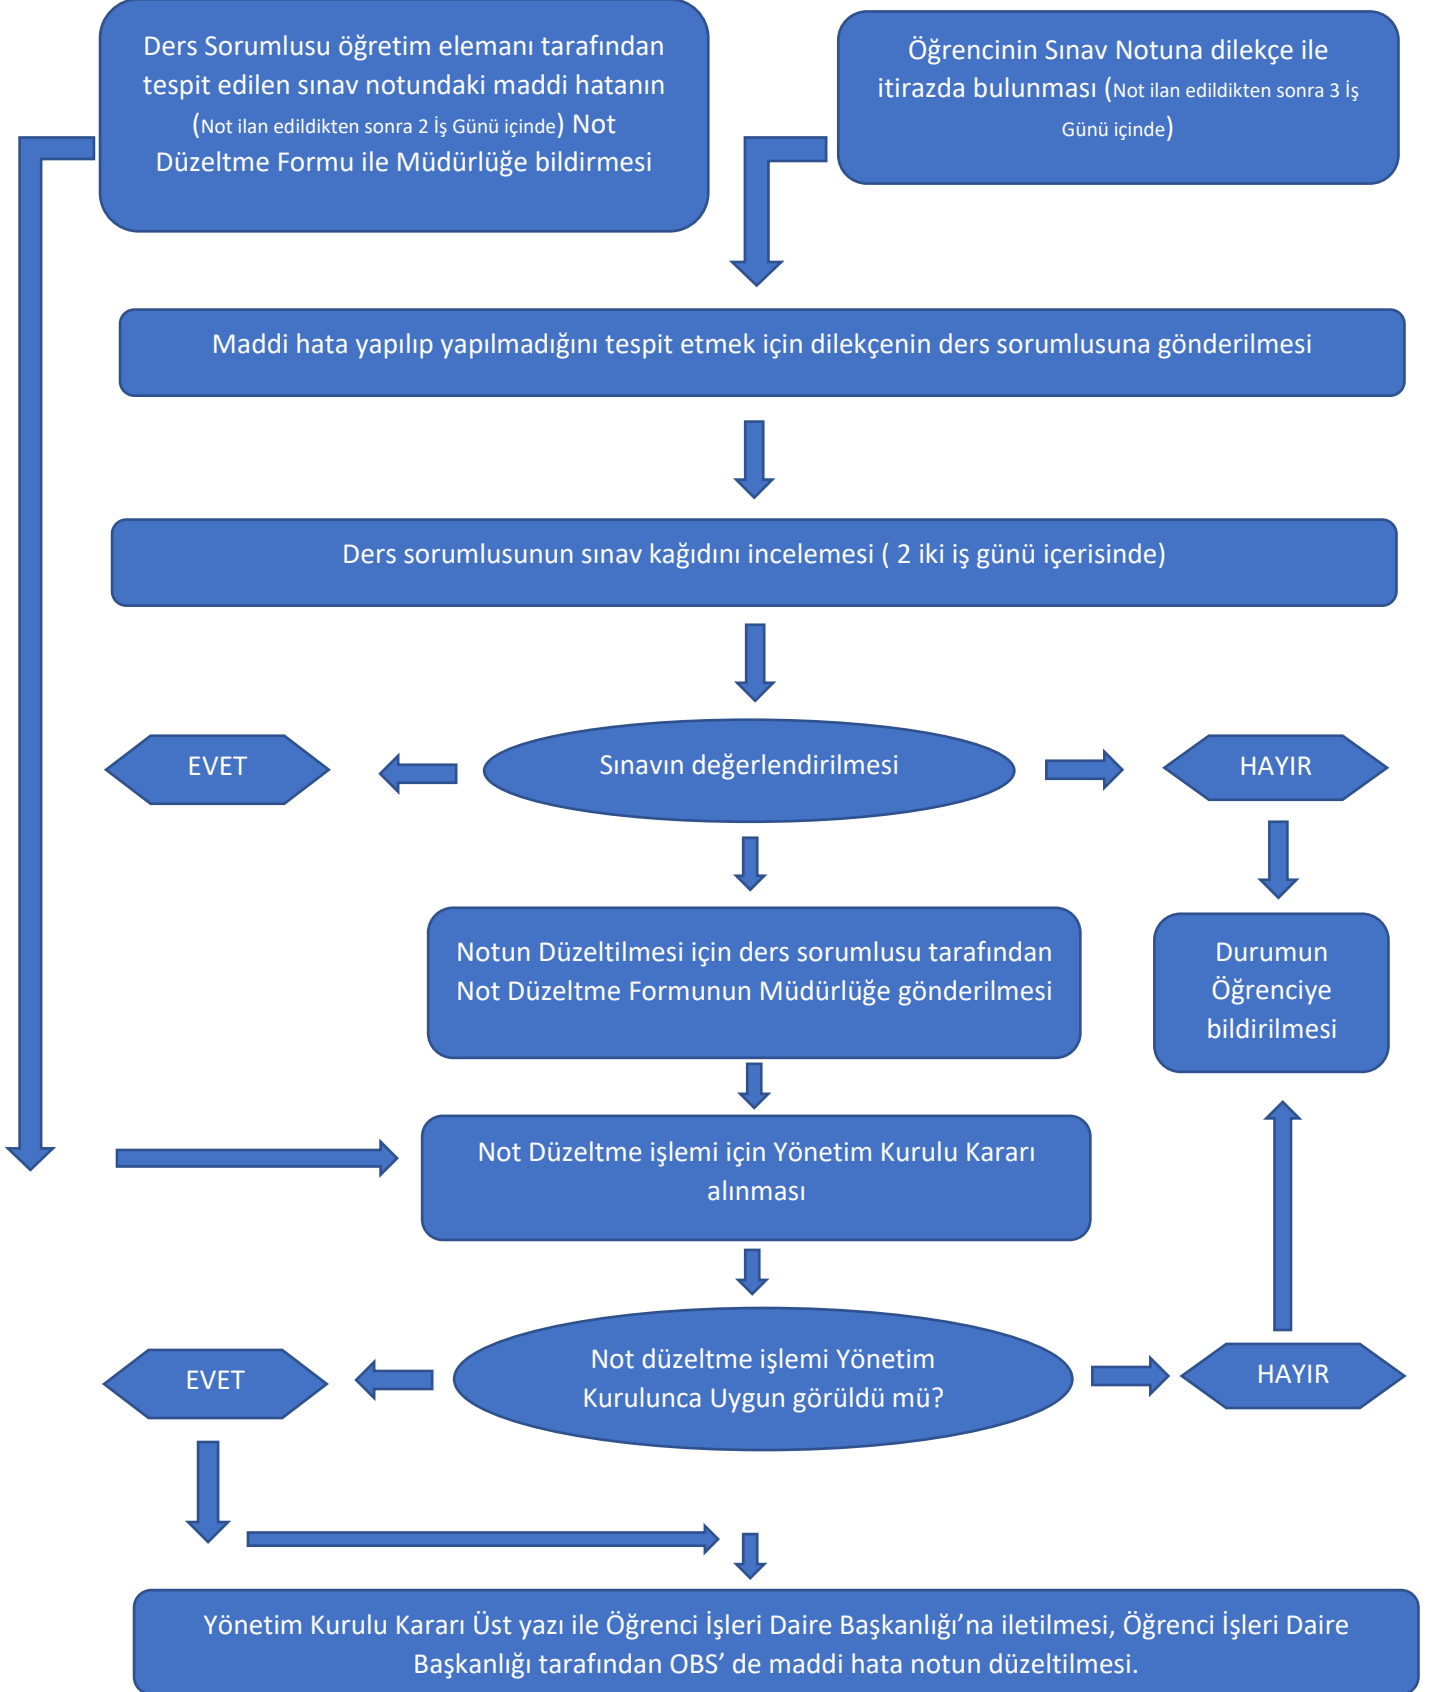 Ders Sorumlusu öğretim elemanı tarafından
tespit edilen sınav notundaki maddi hatanın
(Not ilan edildikten sonra 2 İş Günü içinde) Not
Düzeltme Formu ile Müdürlüğe bildirmesi
Öğrencinin Sınav Notuna dilekçe ile
itirazda bulunması (Not ilan edildikten sonra 3 İş
Günü içinde)
Maddi hata yapılıp yapılmadığını tespit etmek için dilekçenin ders sorumlusuna gönderilmesi
Ders sorumlusunun sınav kağıdını incelemesi ( 2 iki iş günü içerisinde)
EVET
Sınavın değerlendirilmesi
HAYIR
Notun Düzeltilmesi için ders sorumlusu tarafından
Not Düzeltme Formunun Müdürlüğe gönderilmesi
Durumun
Öğrenciye
bildirilmesi
Not Düzeltme işlemi için Yönetim Kurulu Kararı
alınması
EVET
Not düzeltme işlemi Yönetim
Kurulunca Uygun görüldü mü?
HAYIR
Yönetim Kurulu Kararı Üst yazı ile Öğrenci İşleri Daire Başkanlığı’na iletilmesi, Öğrenci İşleri Daire
Başkanlığı tarafından OBS’ de maddi hata notun düzeltilmesi.